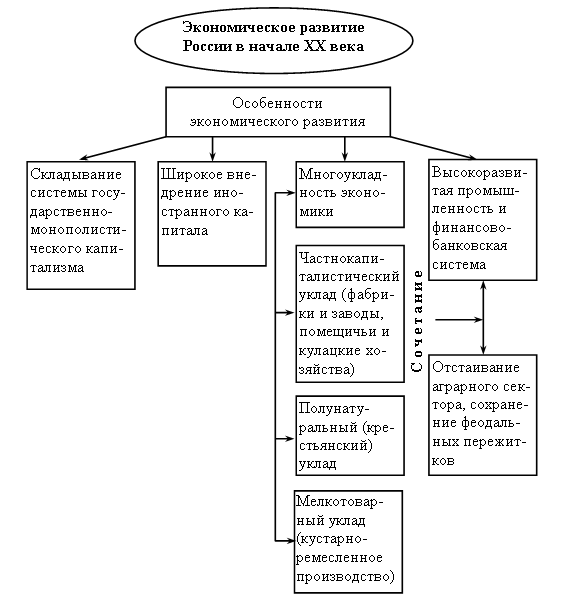 Экономическое развитие
России в начале XX века
Особенности
экономического развития
Складывание
системы госу-
дарственно-
монополисти-
ческого капи-
тализма
Широкое вне-
дрение ино-
странного ка-
питала
Многоуклад-
ность эконо-
мики
Высокоразви-
тая промыш-
ленность и
финансово-
банковская
система
Частнокапи-
талистический
уклад (фабри-
ки и заводы,
помещичьи и
кулацкие хо-
зяйства)
Сочетание
Отстаивание
аграрного сек-
тора, сохране-
ние феодаль-
ных пережит-
ков
Полунату-
ральный (кре-
стьянский)
уклад
Мелкотовар-
ный уклад
(кустарно-
ремесленное
производство)